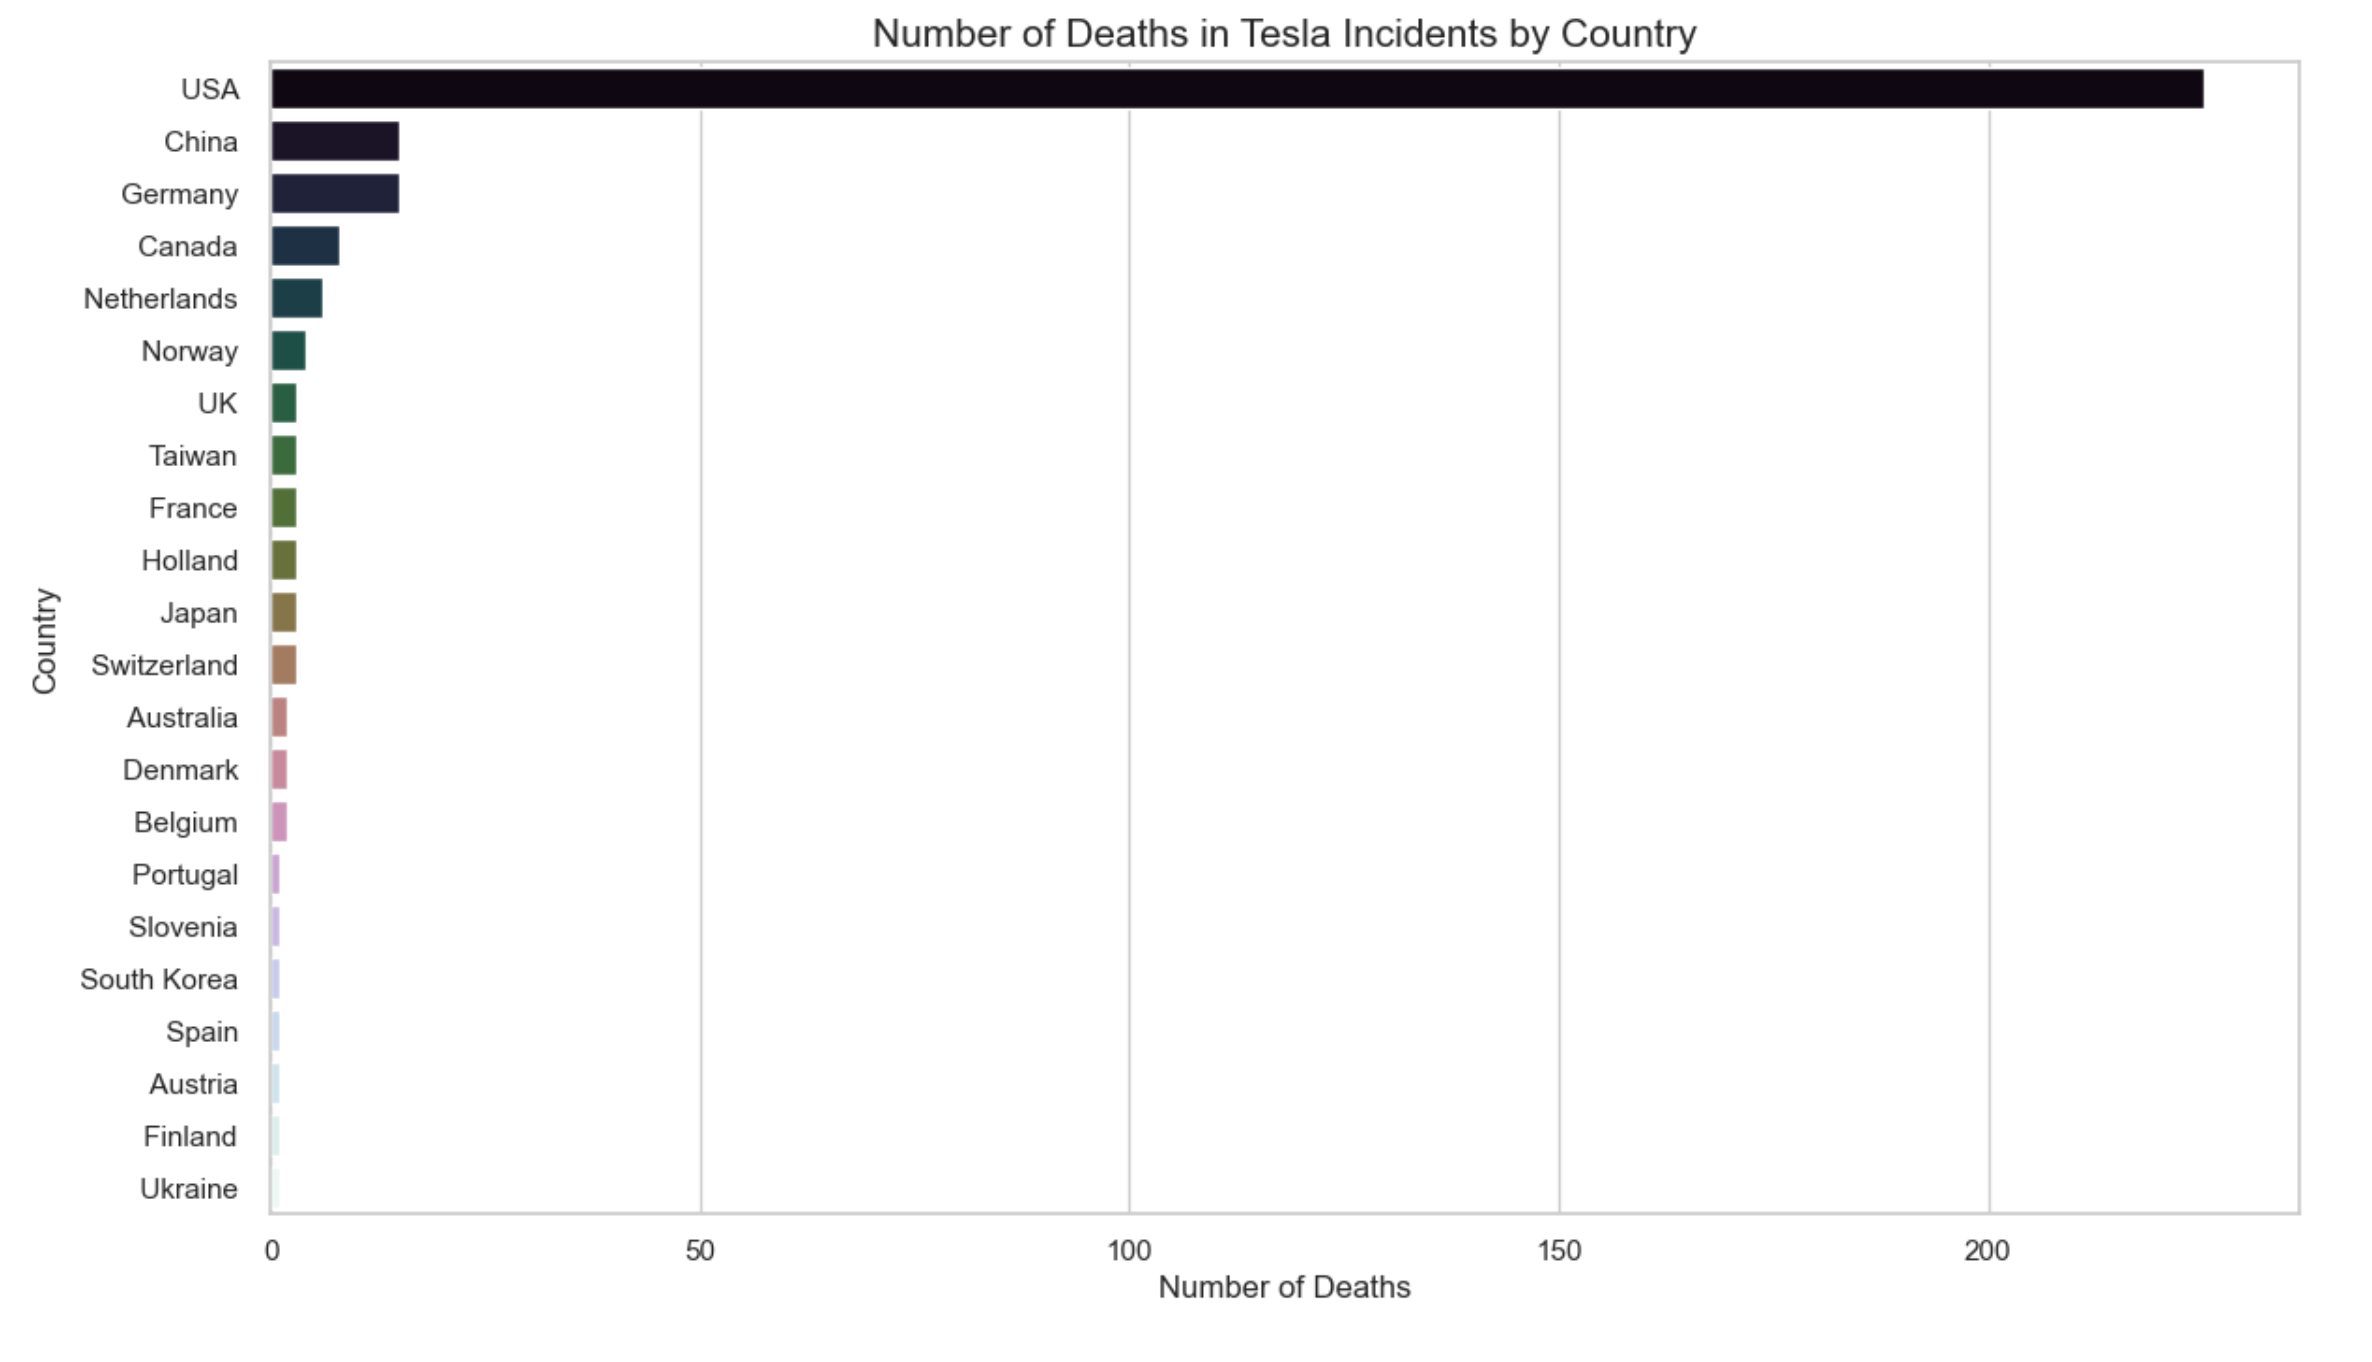 Number of Deaths in Tesla Incidents by Country
USA
China
Germany
Canada
Netherlands
Norway
UK
Taiwan
France
Holland
Japan
Switzerland
Australia
Denmark
Belgium
Portugal
Slovenia
South Korea
Spain
Austria
Finland
Ukraine
Country
0 50 100 150 200
Number of Deaths